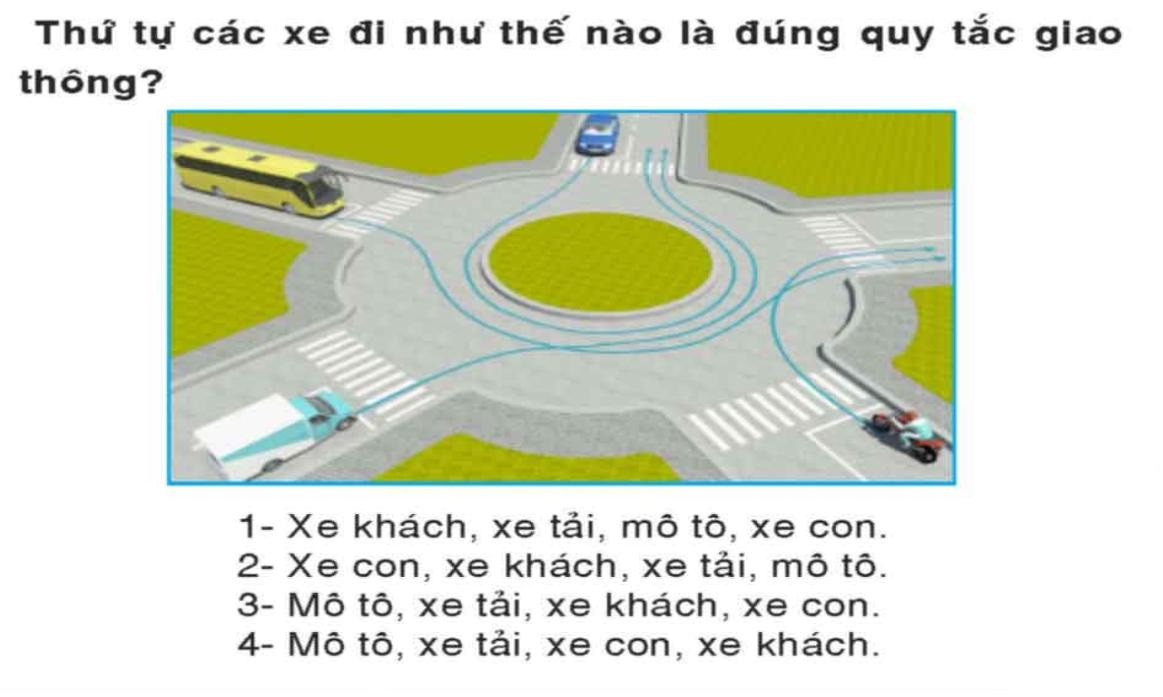 Thứ tự các xe đi như thế nào là đúng quy tắc giao
thông?
1- Xe khách, xe tải, mô tô, xe con.
2- Xe con, xe khách, xe tải, mô tô.
3- Mô tô, xe tải, xe khách, xe con.
4- Mô tô, xe tải, xe con, xe khách.